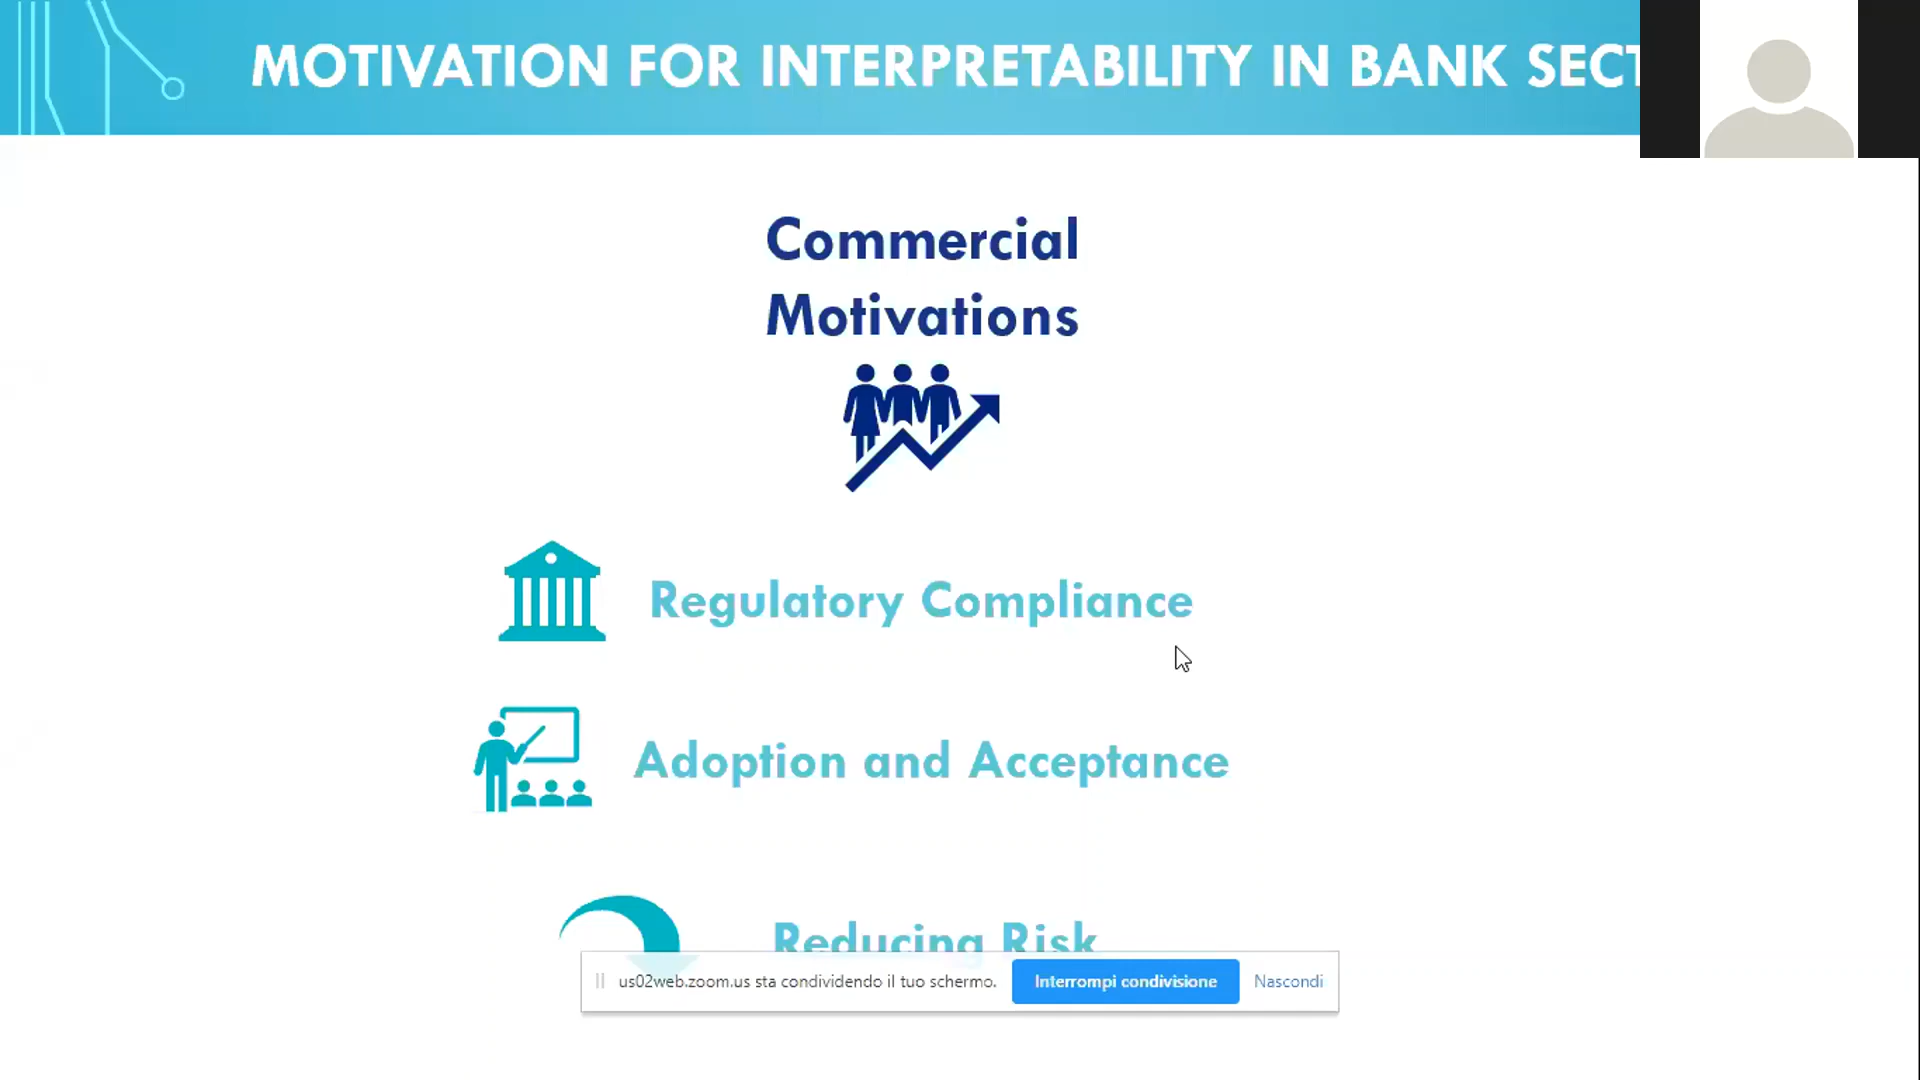 MOTIVATION FOR INTERPRETABILITY IN BANK SECT
Commercial
Motivations
Regulatory Compliance
Adoption and Acceptance
Reducing Risk
us02web.zoom.us sta condividendo il tuo schermo. Interrompi condivisione Nascondi